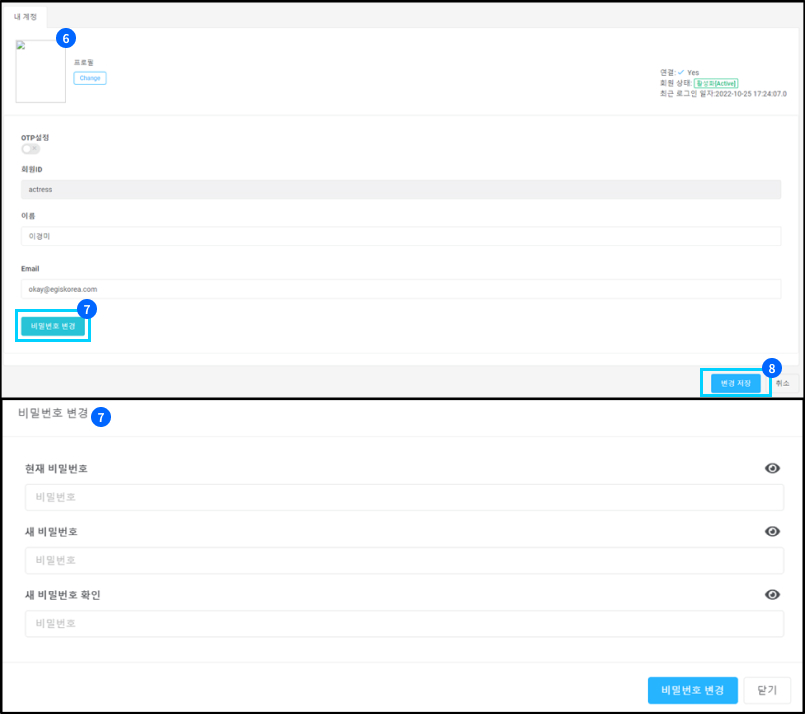 내 계정
6
프로필
Change
연결: ✓ Yes
회원 상태: 활성화[Active]
최근 로그인 일자:2022-10-25 17:24:07.0
OTP설정
회원ID
actress
이름
이경미
Email
okay@egiskorea.com
7
비밀번호 변경
8
변경 저장
취소
비밀번호 변경 7
현재 비밀번호
비밀번호
새 비밀번호
비밀번호
새 비밀번호 확인
비밀번호
비밀번호 변경
닫기